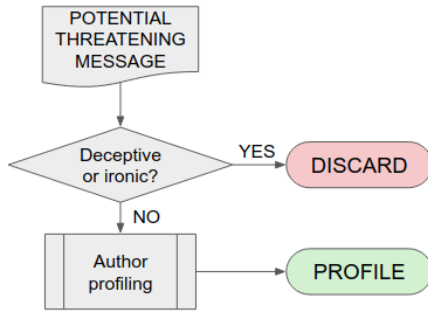 POTENTIAL
THREATENING
MESSAGE
Deceptive
or ironic?
YES
DISCARD
NO
Author
profiling
PROFILE